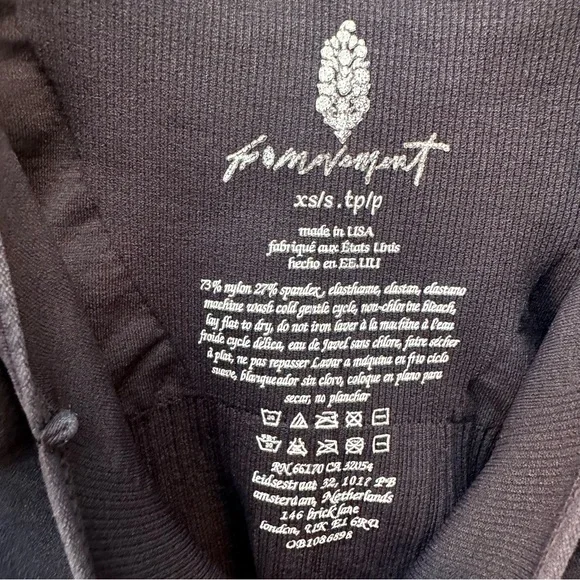 fp movement
xs/s . tp/p
made in USA
fabriqué aux États Unis
hecho en EE.UU
73% nylon 27% spandex, elasthanne, elastan, elastano
machine wash cold gentle cycle, non-chlorine bleach,
lay flat to dry, do not iron laver à la machine à l'eau
froide cycle délica, eau de Javel sans chlore, faire sécher
à plat, ne pas repasser Lavar a máquina en frio ciclo
suave, blanqueador sin cloro, coloque en plano para
secar, no planchar
RN 66170 CA 32054
leidsestraat 32, 1017 PB
amsterdam, Netherlands
146 brick lane
london, UK E1 6RU
OB1086898